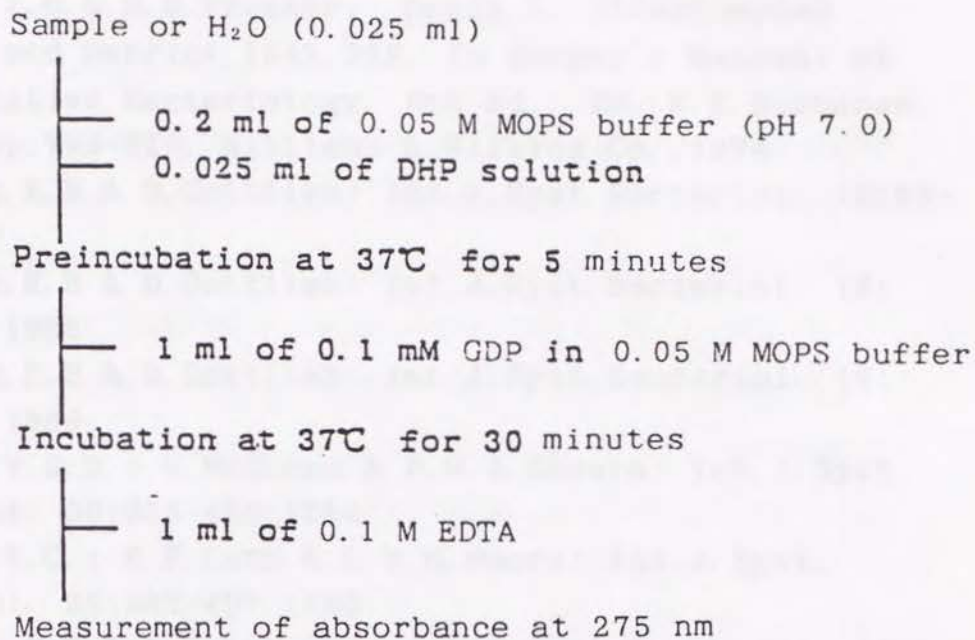 Sample or H₂O (0.025 ml)
0.2 ml of 0.05 M MOPS buffer (pH 7.0)
0.025 ml of DHP solution
Preincubation at 37℃ for 5 minutes
1 ml of 0.1 mM GDP in 0.05 M MOPS buffer
Incubation at 37℃ for 30 minutes
1 ml of 0.1 M EDTA
Measurement of absorbance at 275 nm